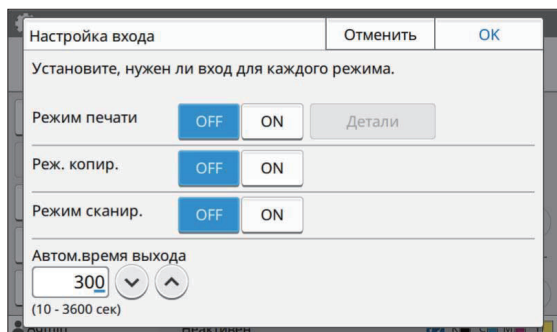 Настройка входа Отменить OK
Установите, нужен ли вход для каждого режима.
Режим печати OFF ON Детали
Реж. копир. OFF ON
Режим сканир. OFF ON
Автом.время выхода
300
(10 - 3600 сек)